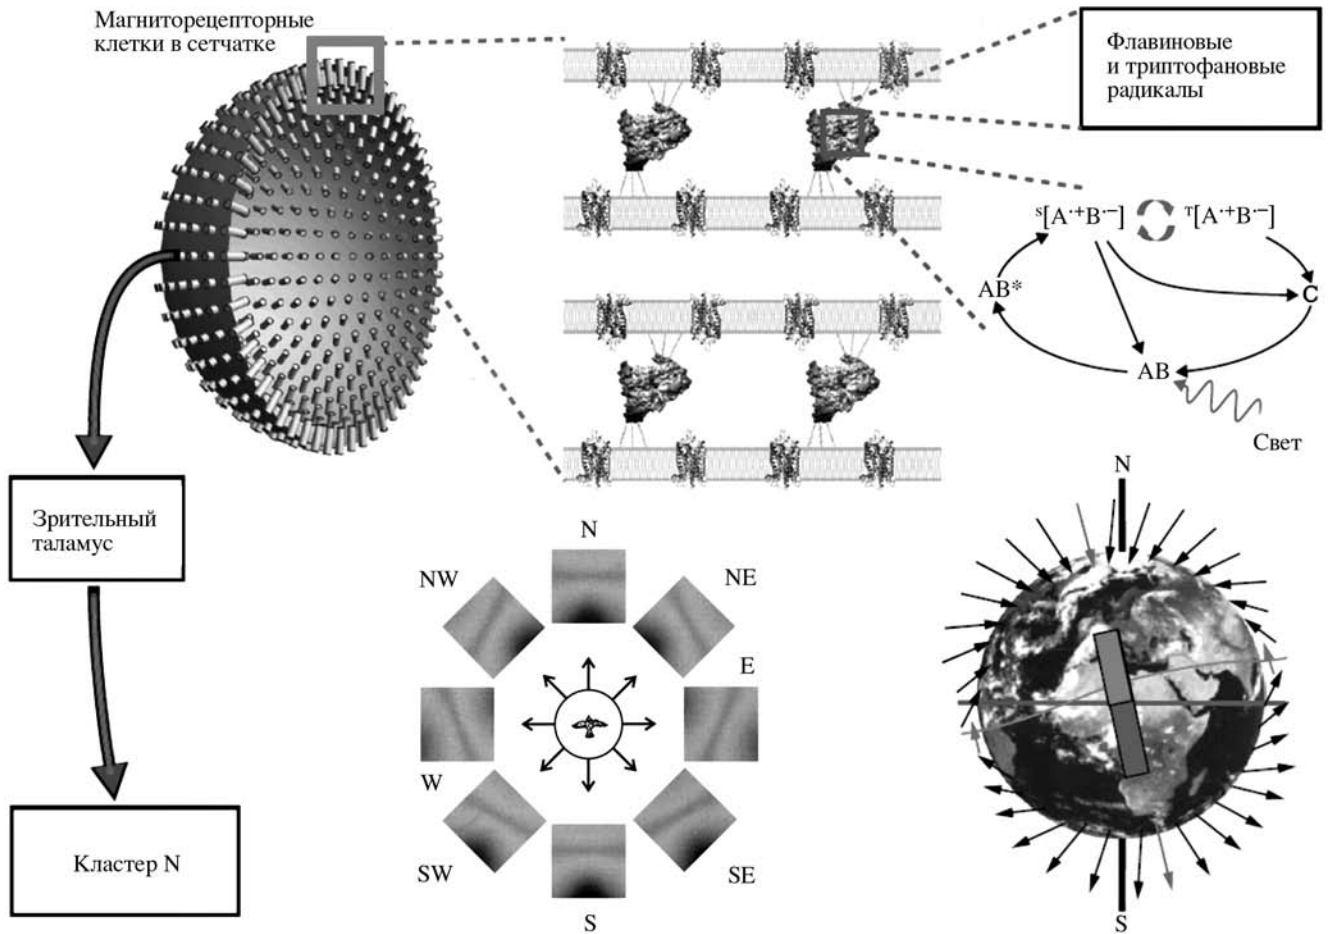 Магниторецепторные
клетки в сетчатке
Флавиновые
и триптофановые
радикалы
ˢ[A·⁺B·⁻]
ᵀ[A·⁺B·⁻]
AB*
C
AB
Свет
Зрительный
таламус
Кластер N
N
NW
NE
E
W
SW
SE
S
N
S